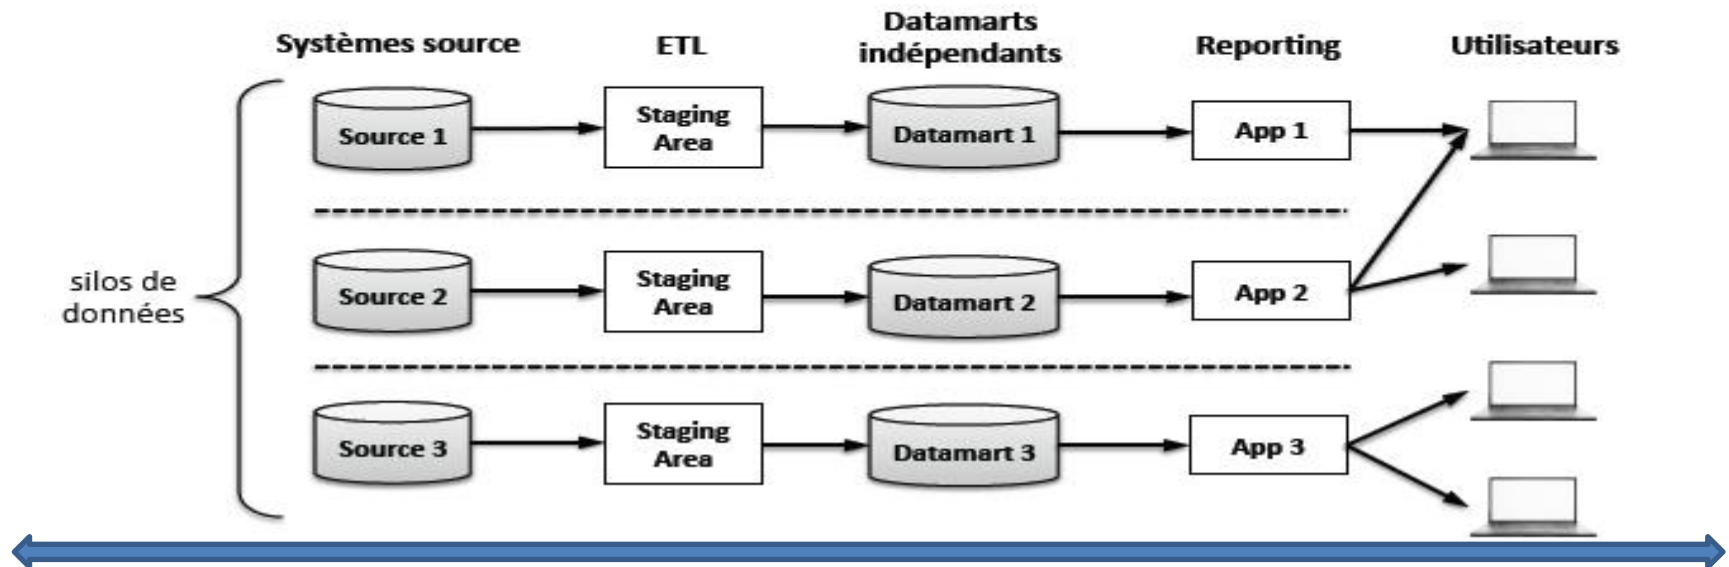 Systèmes source
ETL
Datamarts
indépendants
Reporting
Utilisateurs
Source 1
Staging
Area
Datamart 1
App 1
silos de
données
Source 2
Staging
Area
Datamart 2
App 2
Source 3
Staging
Area
Datamart 3
App 3